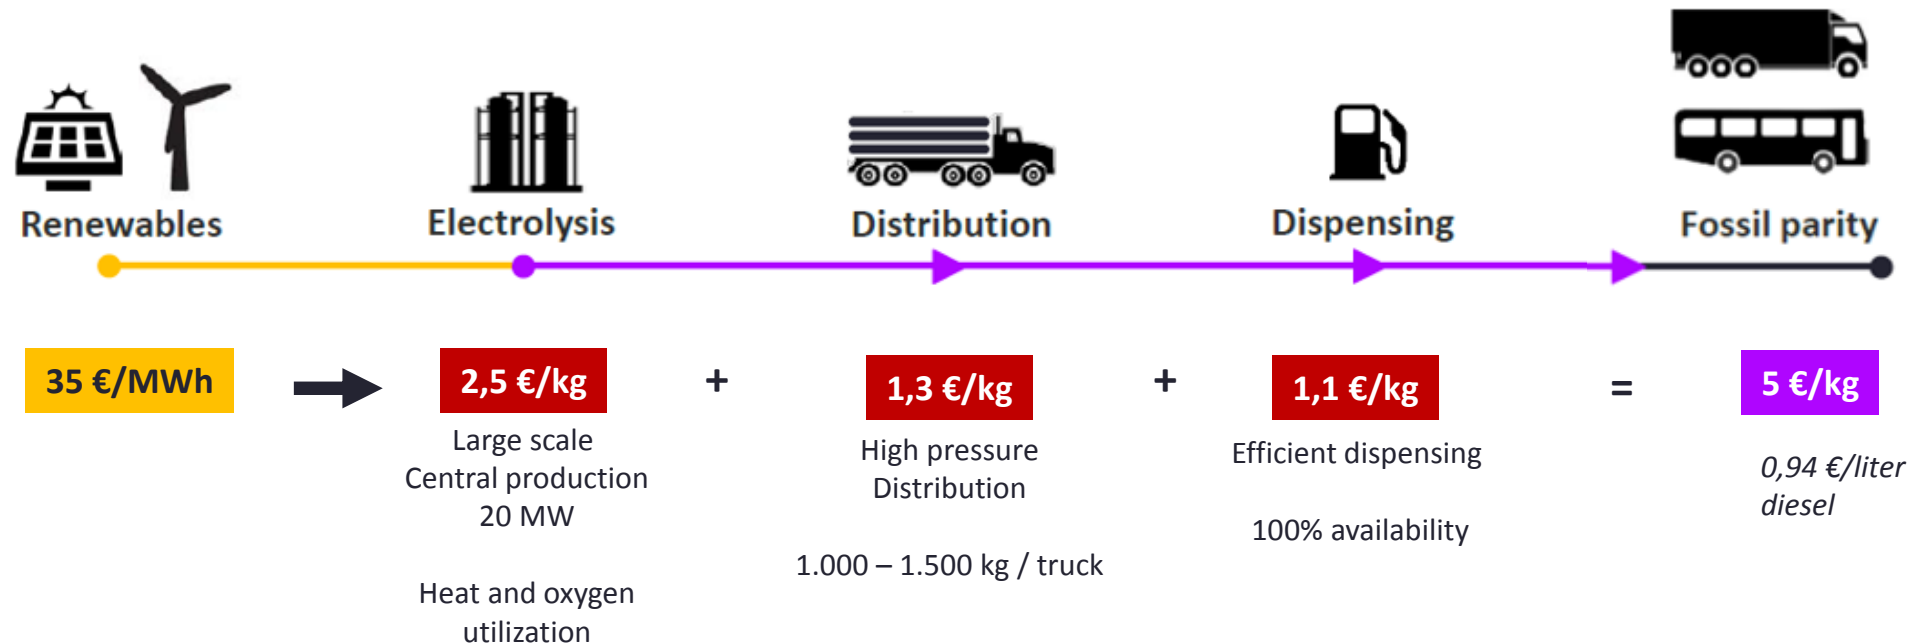 Renewables
Electrolysis
Distribution
Dispensing
Fossil parity
35 €/MWh
2,5 €/kg
+
1,3 €/kg
+
1,1 €/kg
=
5 €/kg
Large scale
Central production
20 MW
Heat and oxygen
utilization
High pressure
Distribution
1.000 – 1.500 kg / truck
Efficient dispensing
100% availability
0,94 €/liter
diesel